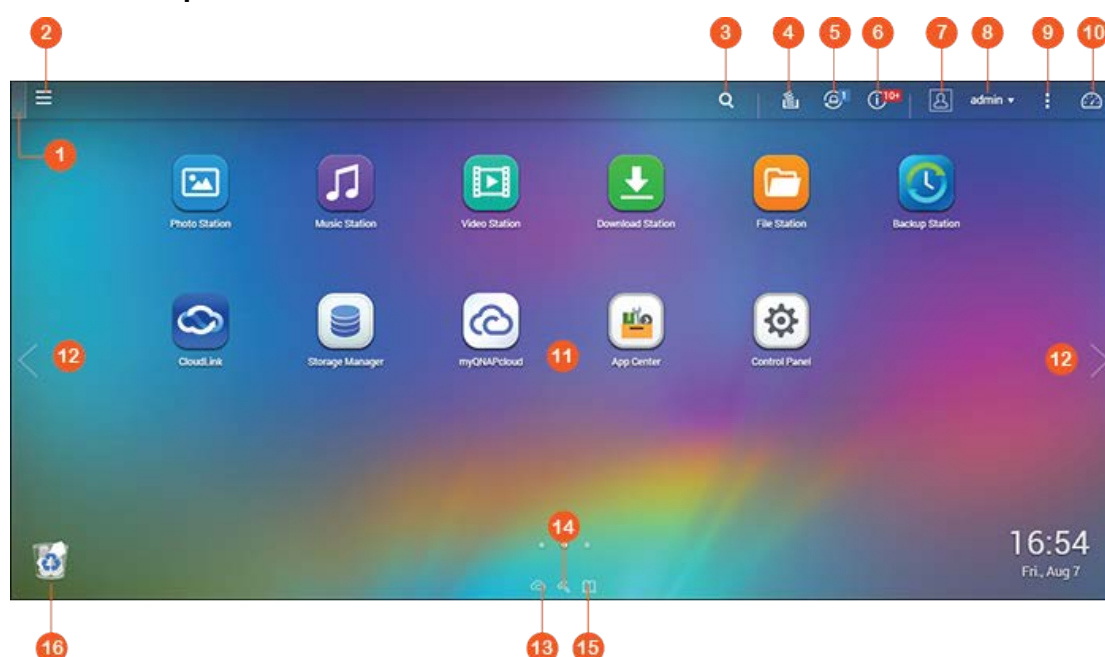 2 3 4 5 6 7 8 9 10
1 10+ admin
1
Photo Station Music Station Video Station Download Station File Station Backup Station
12 11 12
CloudLink Storage Manager myQNAPcloud App Center Control Panel
14
16:54
Fri., Aug 7
16 13 15